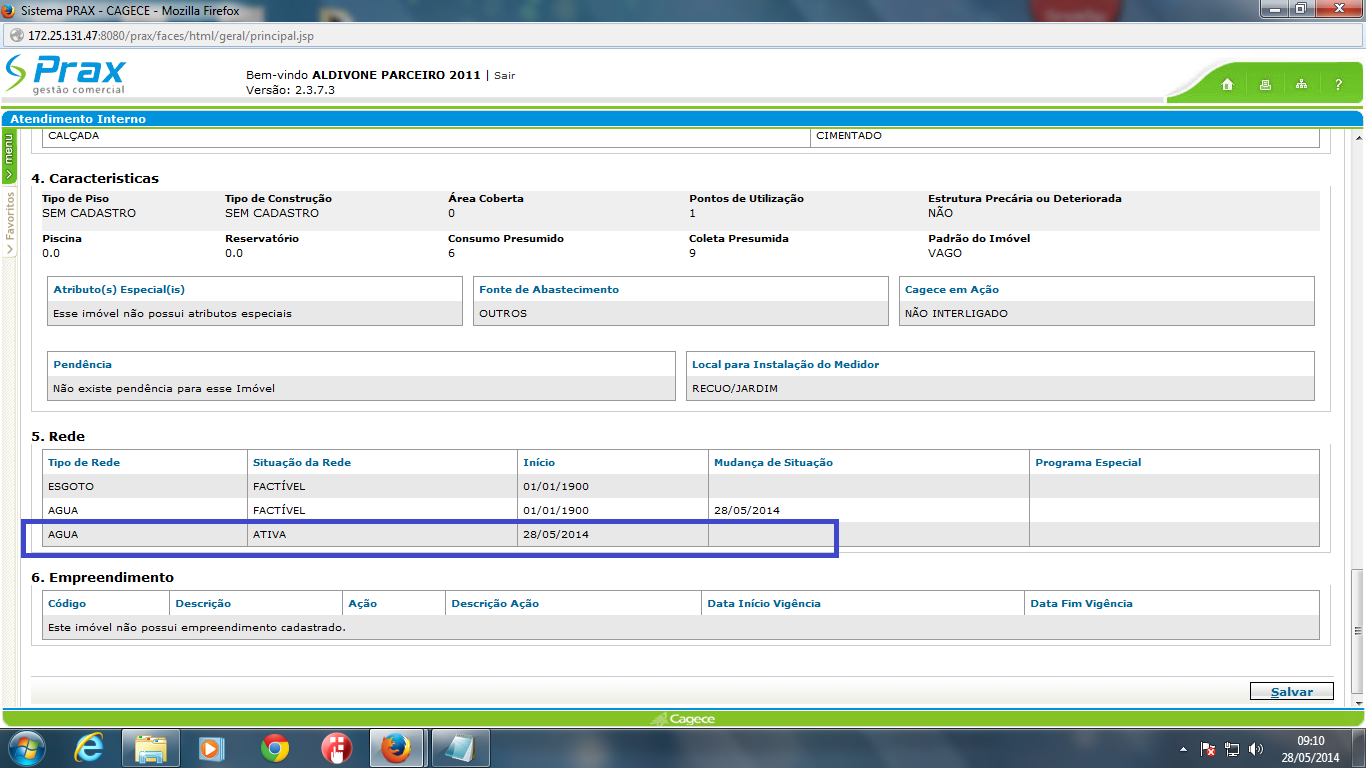 Sistema PRAX - CAGECE - Mozilla Firefox
172.25.131.47:8080/prax/faces/html/geral/principal.jsp
Prax
gestão comercial
Bem-vindo ALDIVONE PARCEIRO 2011 | Sair
Versão: 2.3.7.3
?
Atendimento Interno
menu
Favoritos
CALÇADA CIMENTADO
4. Caracteristicas
Tipo de Piso Tipo de Construção Área Coberta Pontos de Utilização Estrutura Precária ou Deteriorada
SEM CADASTRO SEM CADASTRO 0 1 NÃO
Piscina Reservatório Consumo Presumido Coleta Presumida Padrão do Imóvel
0.0 0.0 6 9 VAGO
Atributo(s) Especial(is) Fonte de Abastecimento Cagece em Ação
Esse imóvel não possui atributos especiais OUTROS NÃO INTERLIGADO
Pendência Local para Instalação do Medidor
Não existe pendência para esse Imóvel RECUO/JARDIM
5. Rede
Tipo de Rede Situação da Rede Início Mudança de Situação Programa Especial
ESGOTO FACTÍVEL 01/01/1900
AGUA FACTÍVEL 01/01/1900 28/05/2014
AGUA ATIVA 28/05/2014
6. Empreendimento
Código Descrição Ação Descrição Ação Data Início Vigência Data Fim Vigência
Este imóvel não possui empreendimento cadastrado.
Salvar
Cagece
09:10
28/05/2014